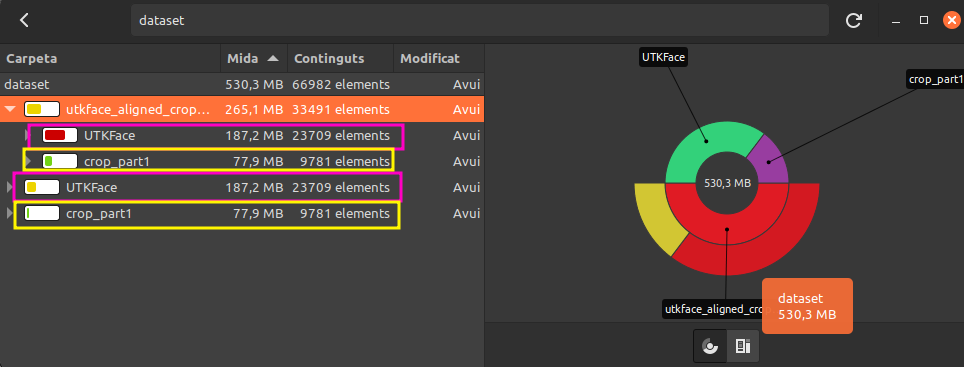 dataset
Carpeta Mida Continguts Modificat
dataset 530,3 MB 66982 elements Avui
utkface_aligned_crop... 265,1 MB 33491 elements Avui
UTKFace 187,2 MB 23709 elements Avui
crop_part1 77,9 MB 9781 elements Avui
UTKFace 187,2 MB 23709 elements Avui
crop_part1 77,9 MB 9781 elements Avui
UTKFace
crop_part1
530,3 MB
utkface_aligned_crop
dataset
530,3 MB